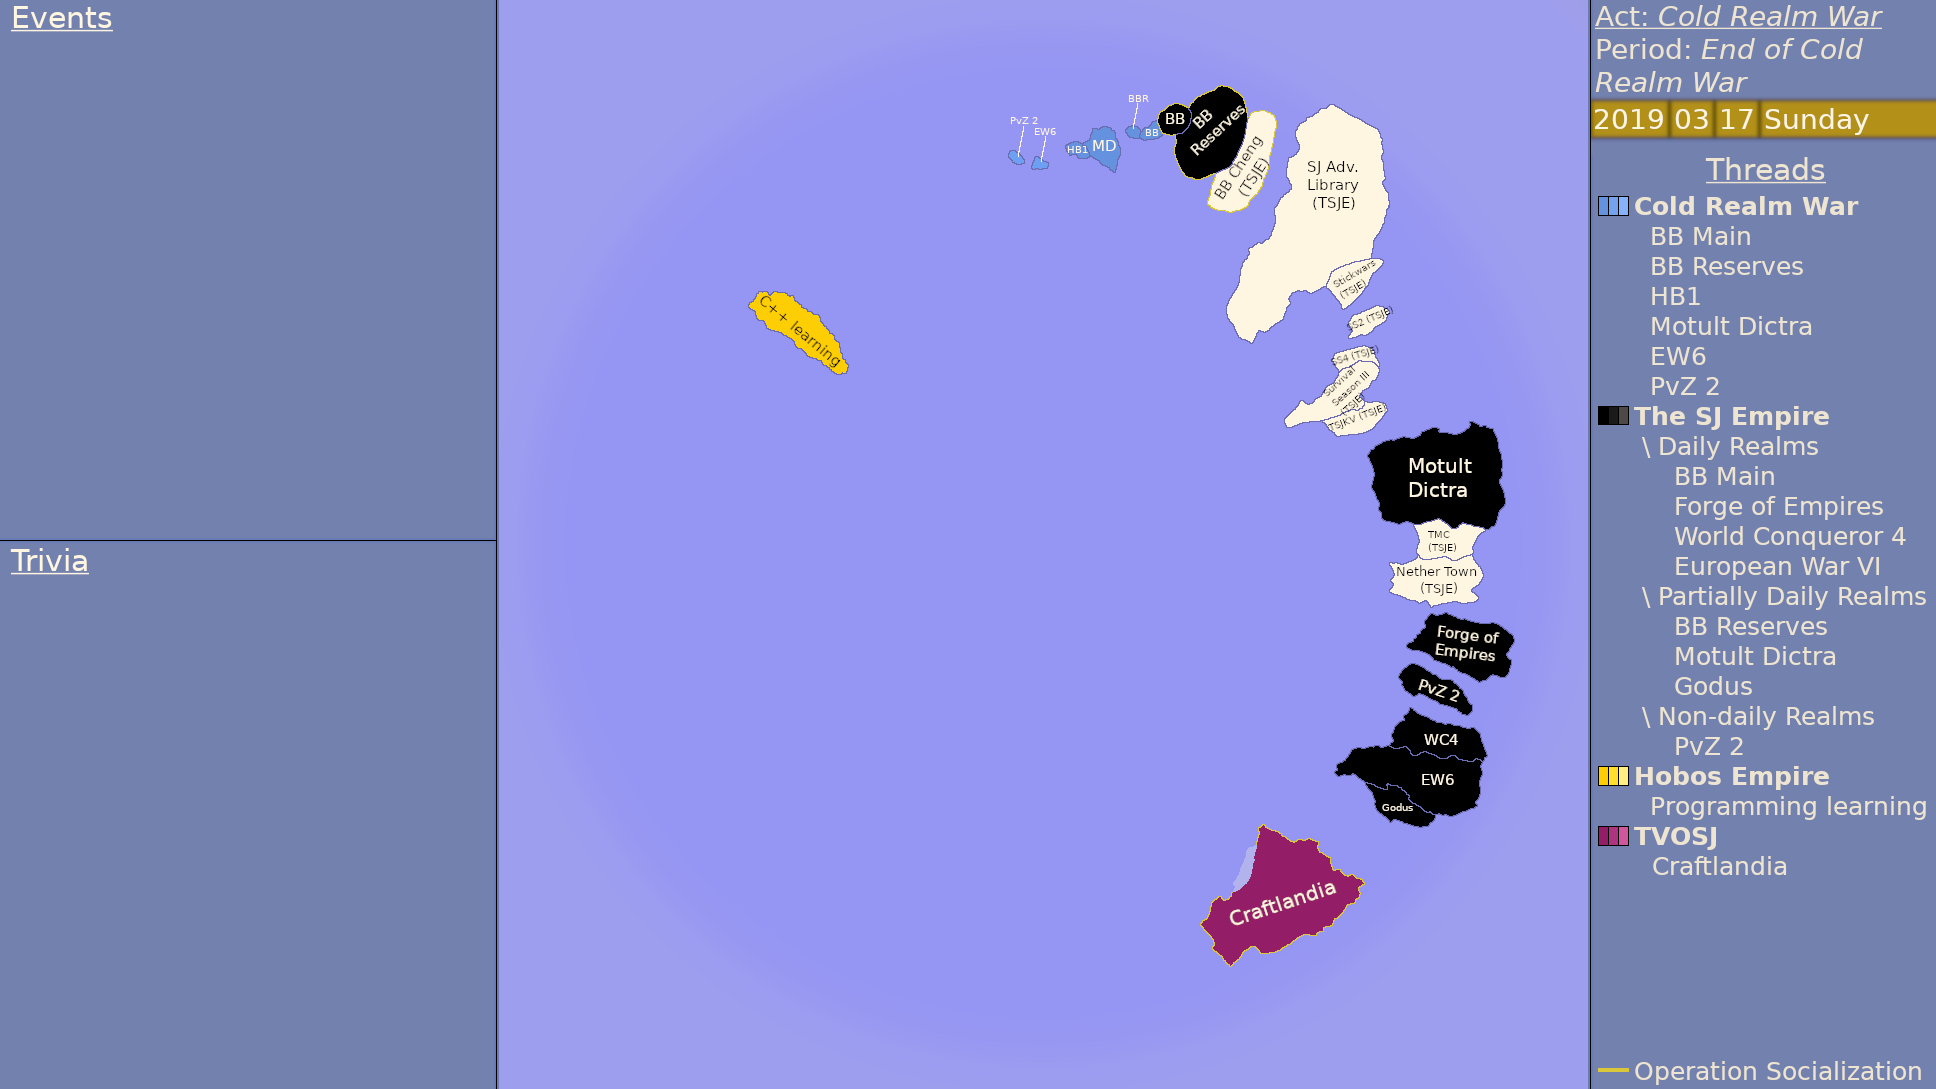 Events
Trivia
PvZ 2
EW6
HB1
MD
BBR
BB
BB
BB
Reserves
BB Cheng
(TSJE)
SJ Adv.
Library
(TSJE)
Stickwars
(TSJE)
SS2 (TSJE)
SS4 (TSJE)
Survival
Season III
(TSJE)
TSJKV (TSJE)
C++ learning
Motult
Dictra
TMC
(TSJE)
Nether Town
(TSJE)
Forge of
Empires
PvZ 2
WC4
EW6
Godus
Craftlandia
Act: Cold Realm War
Period: End of Cold
Realm War
2019 03 17 Sunday
Threads
Cold Realm War
BB Main
BB Reserves
HB1
Motult Dictra
EW6
PvZ 2
The SJ Empire
\ Daily Realms
BB Main
Forge of Empires
World Conqueror 4
European War VI
\ Partially Daily Realms
BB Reserves
Motult Dictra
Godus
\ Non-daily Realms
PvZ 2
Hobos Empire
Programming learning
TVOSJ
Craftlandia
Operation Socialization